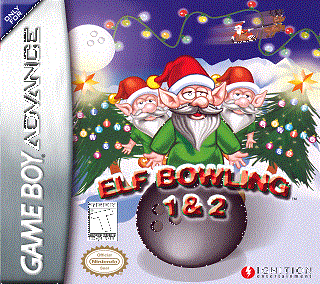 ONLY FOR
GAME BOY ADVANCE
ELF BOWLING
1 & 2
Official
Nintendo
Seal
IGNITION
entertainment